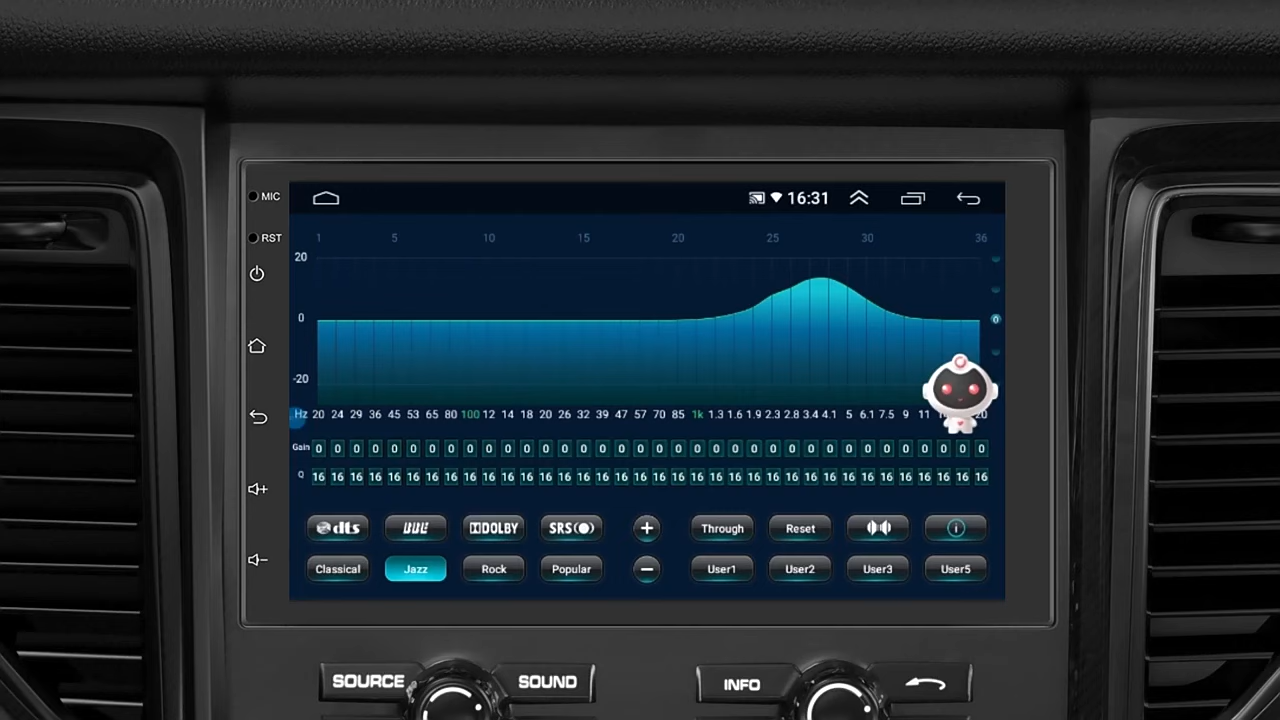 MIC
16:31
RST
1 5 10 15 20 25 30 36
20
0
0
-20
Hz 20 24 29 36 45 53 65 80 100 12 14 18 20 26 32 39 47 57 70 85 1k 1.3 1.6 1.9 2.3 2.8 3.4 4.1 5 6.1 7.5 9 11 20
Gain 0 0 0 0 0 0 0 0 0 0 0 0 0 0 0 0 0 0 0 0 0 0 0 0 0 0 0 0 0 0 0 0 0 0 0 0
Q 16 16 16 16 16 16 16 16 16 16 16 16 16 16 16 16 16 16 16 16 16 16 16 16 16 16 16 16 16 16 16 16 16 16 16 16
dts BBE DOLBY SRS + Through Reset i
Classical Jazz Rock Popular − User1 User2 User3 User5
SOURCE SOUND INFO